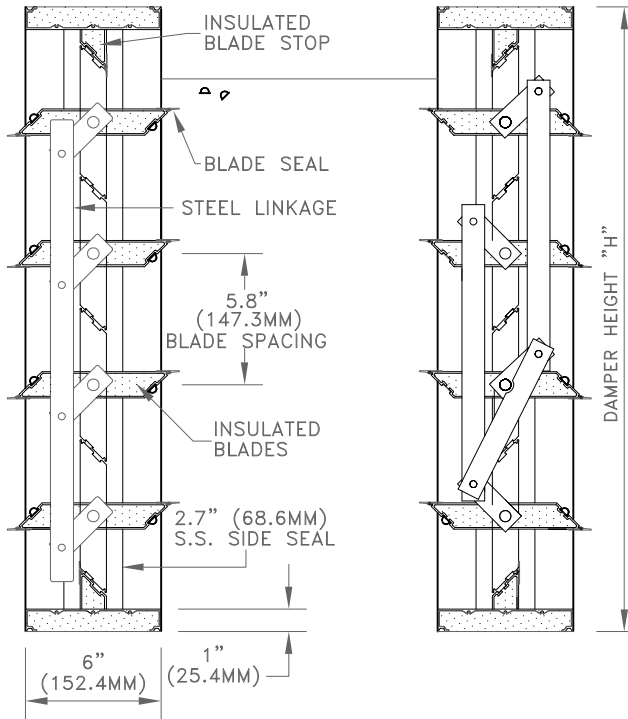 INSULATED
BLADE STOP
BLADE SEAL
STEEL LINKAGE
5.8”
(147.3MM)
BLADE SPACING
INSULATED
BLADES
2.7” (68.6MM)
S.S. SIDE SEAL
6”
(152.4MM)
1”
(25.4MM)
DAMPER HEIGHT ”H”